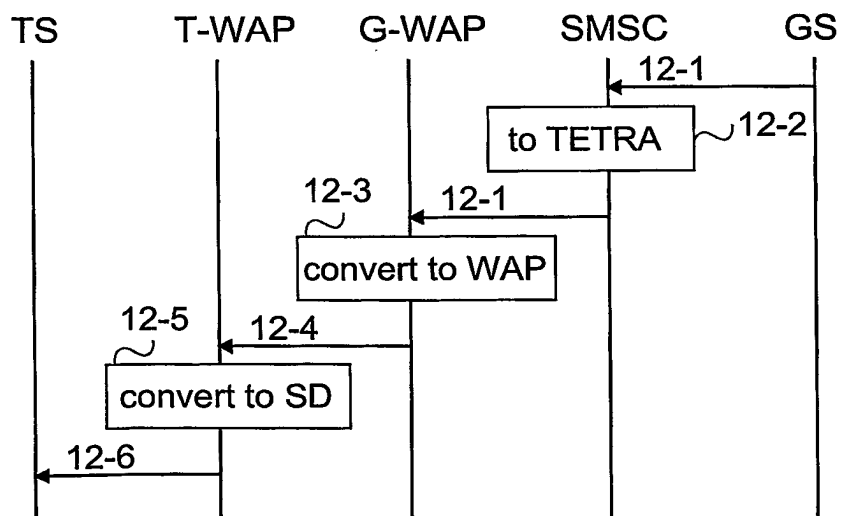 TS T-WAP G-WAP SMSC GS
12-1
to TETRA 12-2
12-3 12-1
convert to WAP
12-5 12-4
convert to SD
12-6